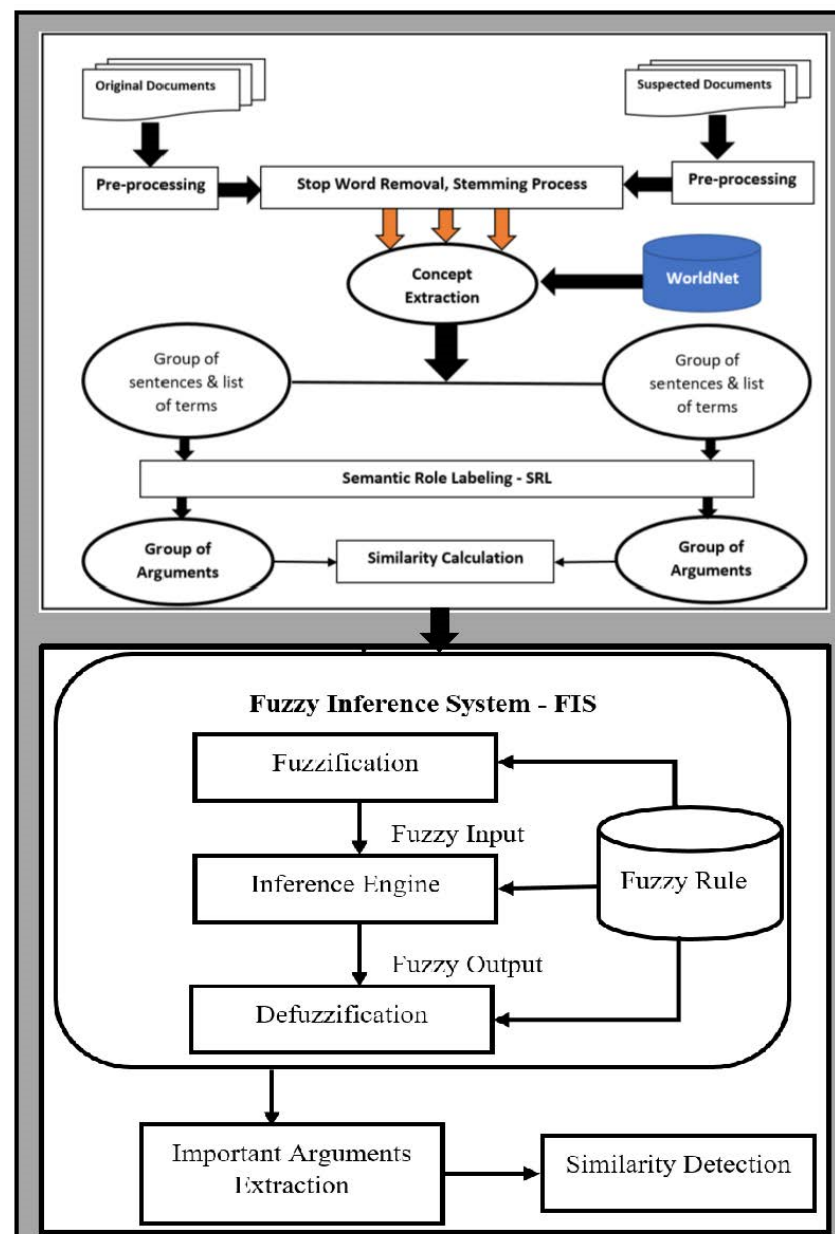 Original Documents
Suspected Documents
Pre-processing
Stop Word Removal, Stemming Process
Pre-processing
Concept
Extraction
WorldNet
Group of
sentences & list
of terms
Group of
sentences & list
of terms
Semantic Role Labeling - SRL
Group of
Arguments
Similarity Calculation
Group of
Arguments
Fuzzy Inference System - FIS
Fuzzification
Fuzzy Input
Inference Engine
Fuzzy Rule
Fuzzy Output
Defuzzification
Important Arguments
Extraction
Similarity Detection